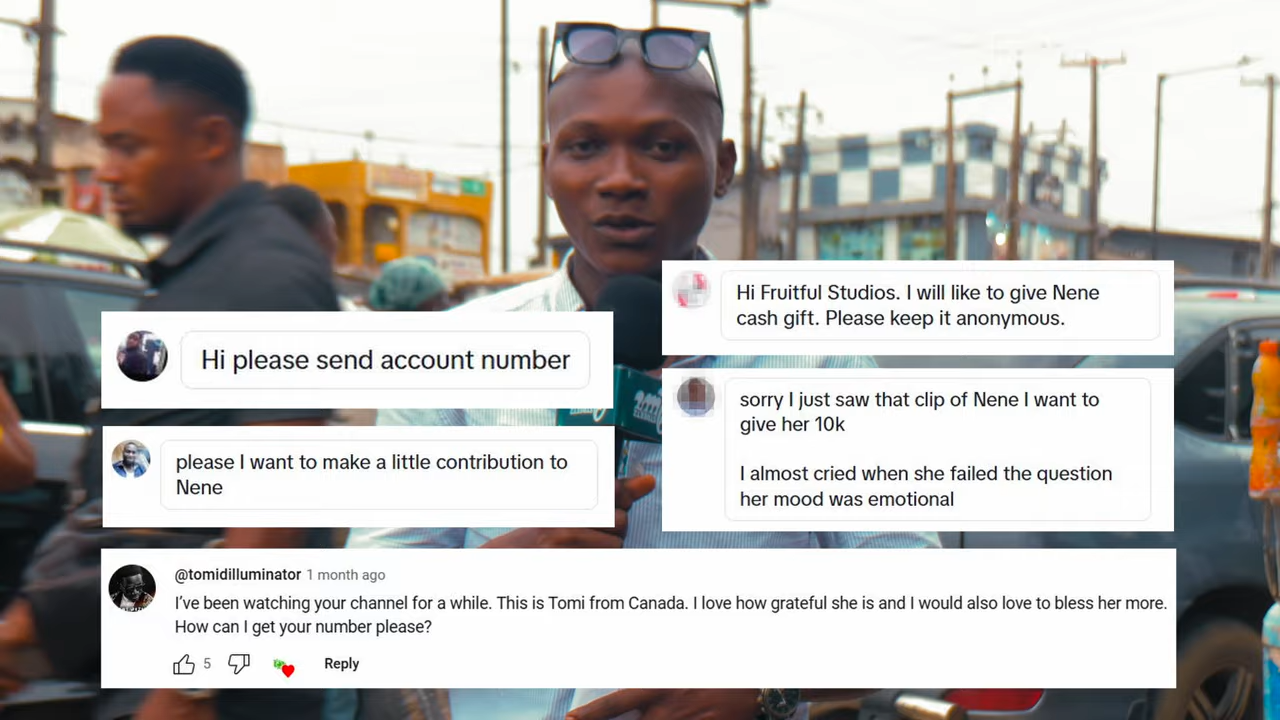 Hi please send account number
please I want to make a little contribution to
Nene
Hi Fruitful Studios. I will like to give Nene
cash gift. Please keep it anonymous.
sorry I just saw that clip of Nene I want to
give her 10k
I almost cried when she failed the question
her mood was emotional
@tomidilluminator 1 month ago
I've been watching your channel for a while. This is Tomi from Canada. I love how grateful she is and I would also love to bless her more.
How can I get your number please?
5
Reply